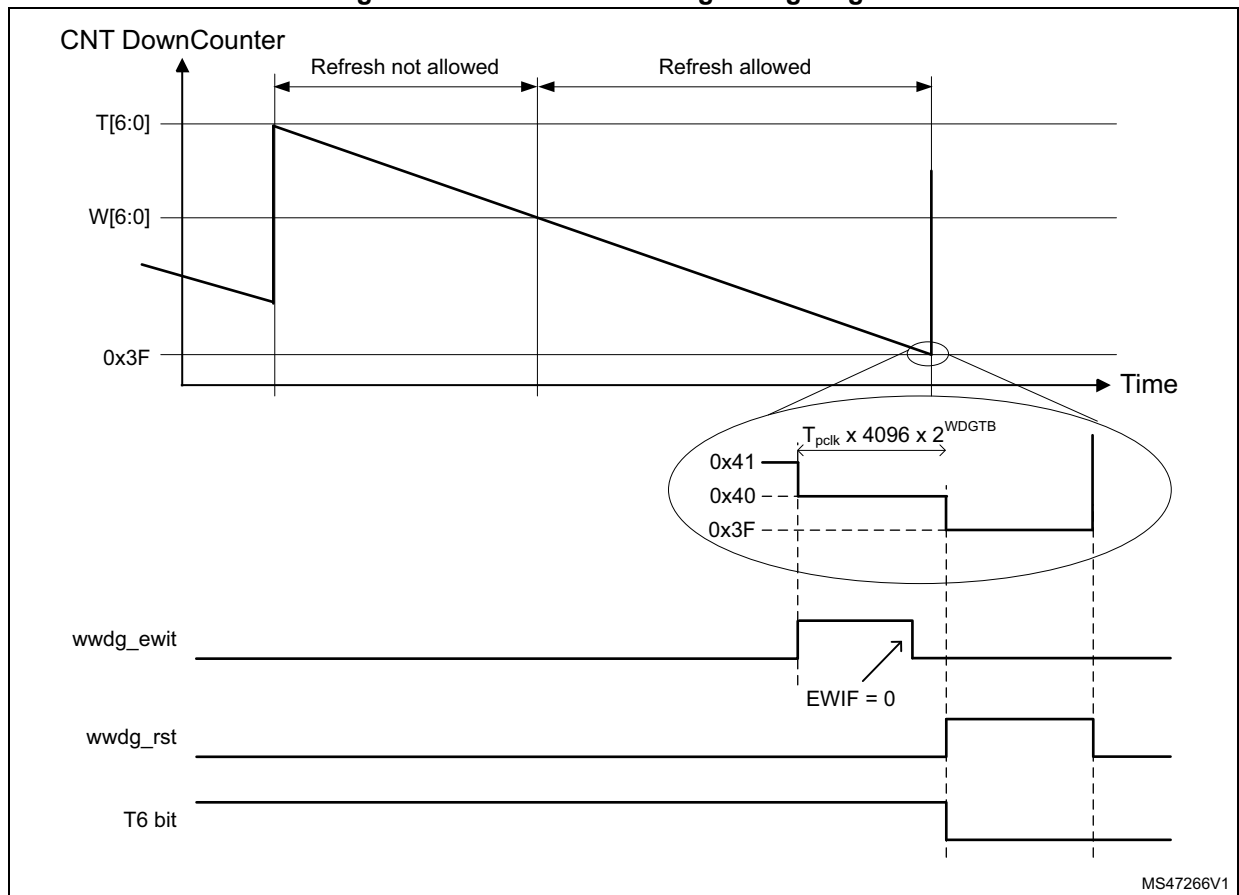 CNT DownCounter
Refresh not allowed
Refresh allowed
T[6:0]
W[6:0]
0x3F
Time
Tpclk x 4096 x 2^WDGTB
0x41
0x40
0x3F
wwdg_ewit
EWIF = 0
wwdg_rst
T6 bit
MS47266V1